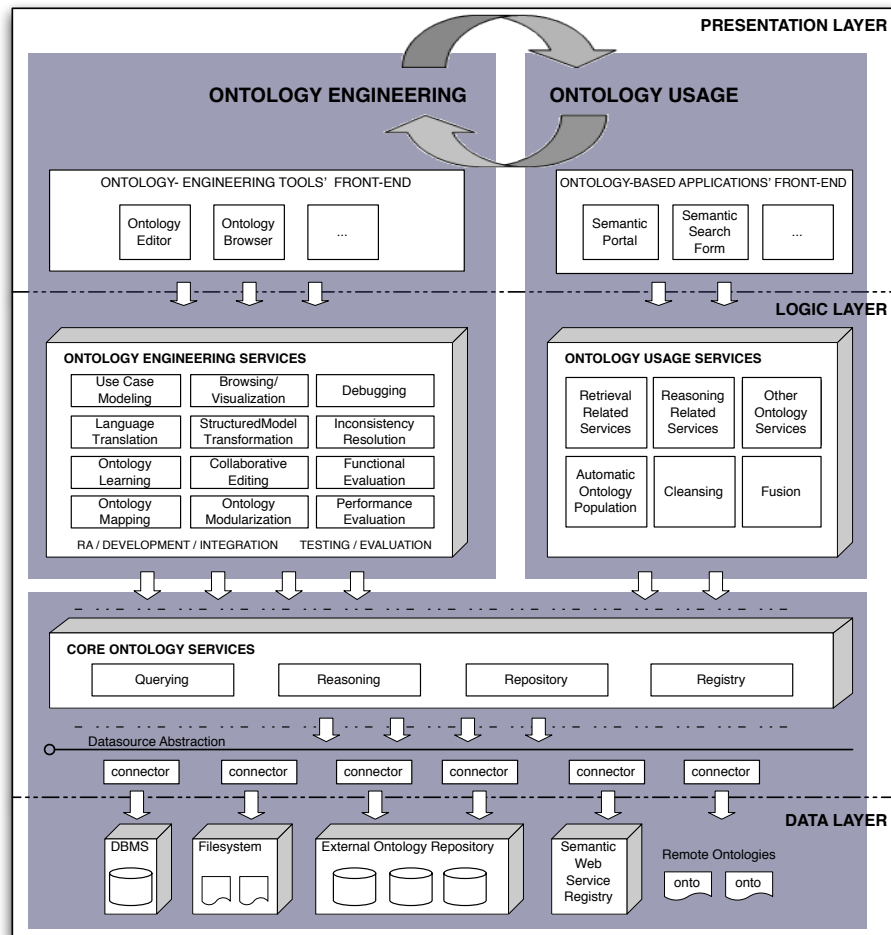 PRESENTATION LAYER
ONTOLOGY ENGINEERING
ONTOLOGY USAGE
ONTOLOGY- ENGINEERING TOOLS' FRONT-END
Ontology
Editor
Ontology
Browser
...
ONTOLOGY-BASED APPLICATIONS' FRONT-END
Semantic
Portal
Semantic
Search
Form
...
LOGIC LAYER
ONTOLOGY ENGINEERING SERVICES
Use Case
Modeling
Browsing/
Visualization
Debugging
Language
Translation
StructuredModel
Transformation
Inconsistency
Resolution
Ontology
Learning
Collaborative
Editing
Functional
Evaluation
Ontology
Mapping
Ontology
Modularization
Performance
Evaluation
RA / DEVELOPMENT / INTEGRATION
TESTING / EVALUATION
ONTOLOGY USAGE SERVICES
Retrieval
Related
Services
Reasoning
Related
Services
Other
Ontology
Services
Automatic
Ontology
Population
Cleansing
Fusion
CORE ONTOLOGY SERVICES
Querying
Reasoning
Repository
Registry
Datasource Abstraction
connector
connector
connector
connector
connector
connector
DATA LAYER
DBMS
Filesystem
External Ontology Repository
Semantic
Web
Service
Registry
Remote Ontologies
onto
onto